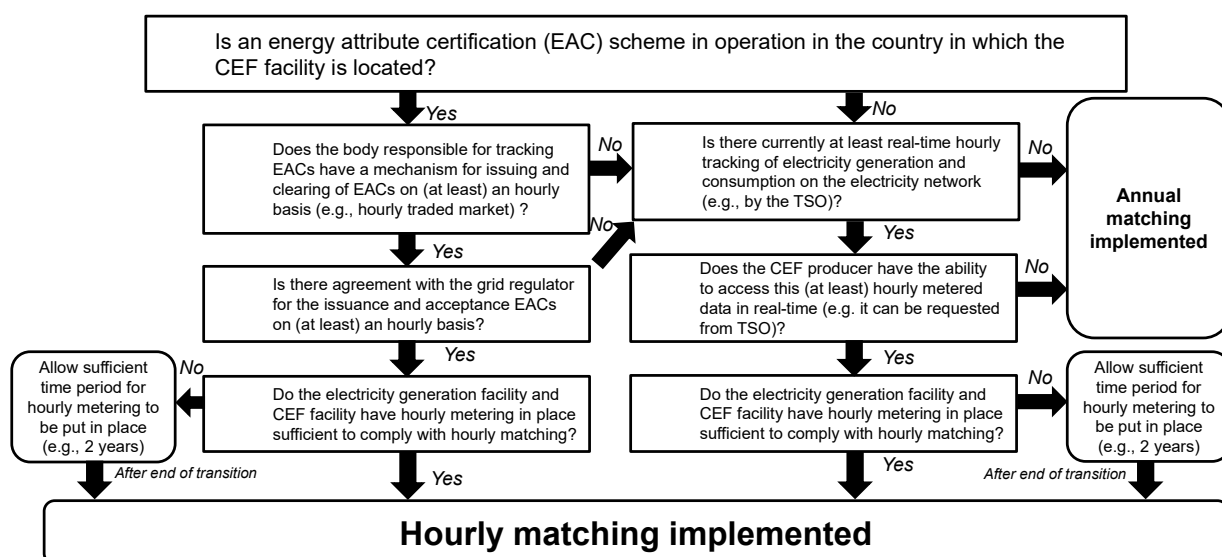 Is an energy attribute certification (EAC) scheme in operation in the country in which the
CEF facility is located?
Yes
No
Does the body responsible for tracking
EACs have a mechanism for issuing and
clearing of EACs on (at least) an hourly
basis (e.g., hourly traded market) ?
No
Is there currently at least real-time hourly
tracking of electricity generation and
consumption on the electricity network
(e.g., by the TSO)?
No
Annual
matching
implemented
Yes
No
Yes
Is there agreement with the grid regulator
for the issuance and acceptance EACs
on (at least) an hourly basis?
Does the CEF producer have the ability
to access this (at least) hourly metered
data in real-time (e.g. it can be requested
from TSO)?
No
Yes
Yes
Allow sufficient
time period for
hourly metering to
be put in place
(e.g., 2 years)
No
Do the electricity generation facility and
CEF facility have hourly metering in place
sufficient to comply with hourly matching?
Do the electricity generation facility and
CEF facility have hourly metering in place
sufficient to comply with hourly matching?
No
Allow sufficient
time period for
hourly metering to
be put in place
(e.g., 2 years)
After end of transition
Yes
Yes
After end of transition
Hourly matching implemented